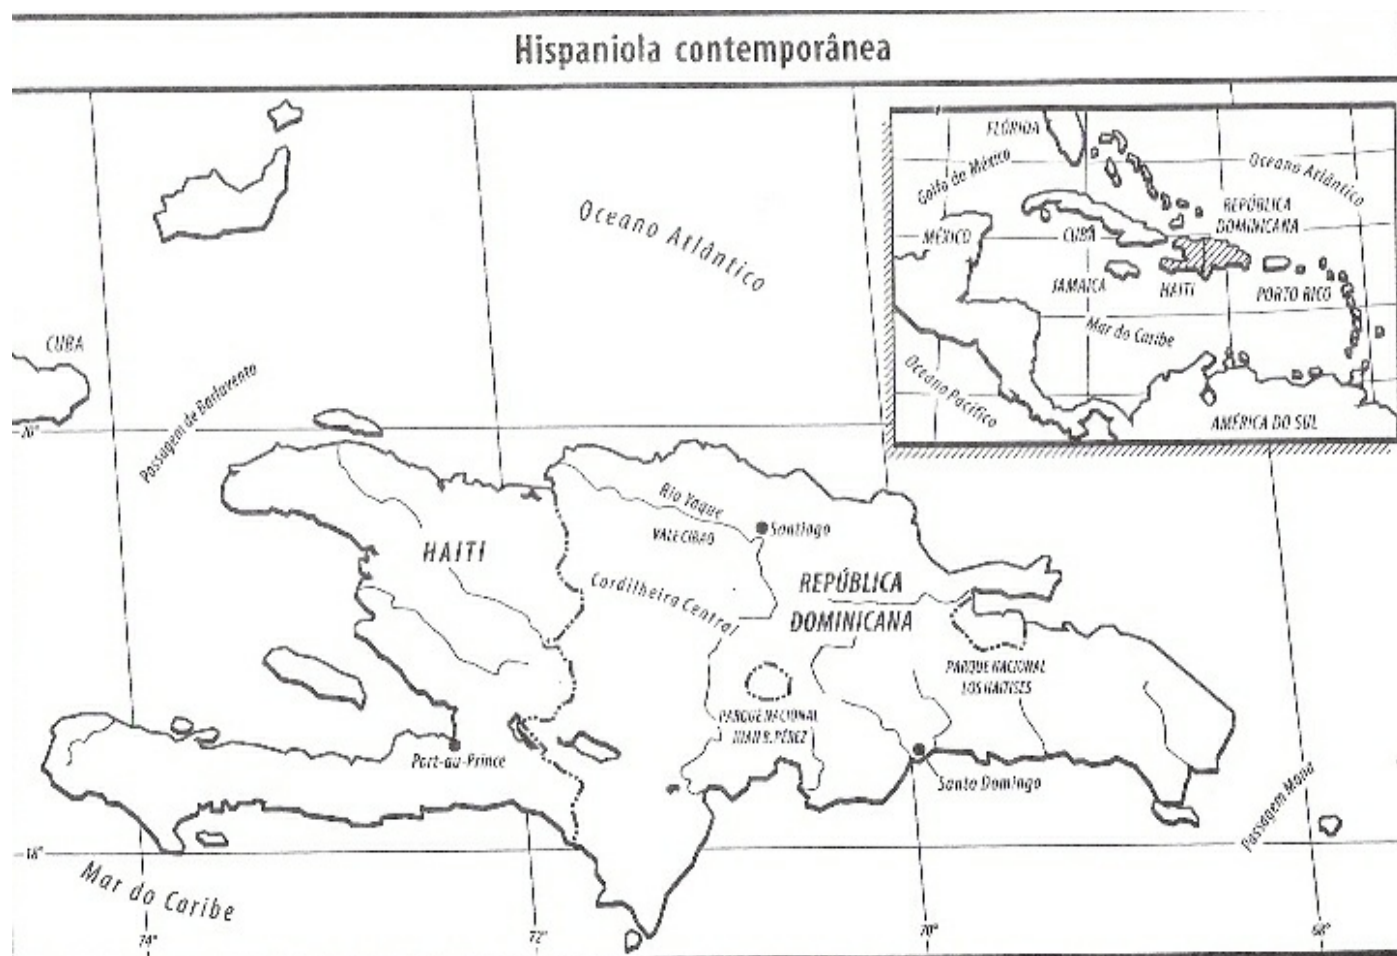 Hispaniola contemporânea
FLÓRIDA
Golfo do México
Oceano Atlântico
REPÚBLICA
DOMINICANA
MÉXICO
CUBA
JAMAICA
HAITI
PORTO RICO
Mar do Caribe
Oceano Pacífico
AMÉRICA DO SUL
Oceano Atlântico
CUBA
Passagem de Barlavento
20°
Rio Yaque
Santiago
VALE CIBAO
HAITI
Cordilheira Central
REPÚBLICA
DOMINICANA
PARQUE NACIONAL
LOS HAITISES
PARQUE NACIONAL
JUAN B. PÉREZ
Port-au-Prince
Santo Domingo
Passagem Mona
18°
Mar do Caribe
74°
72°
70°
68°